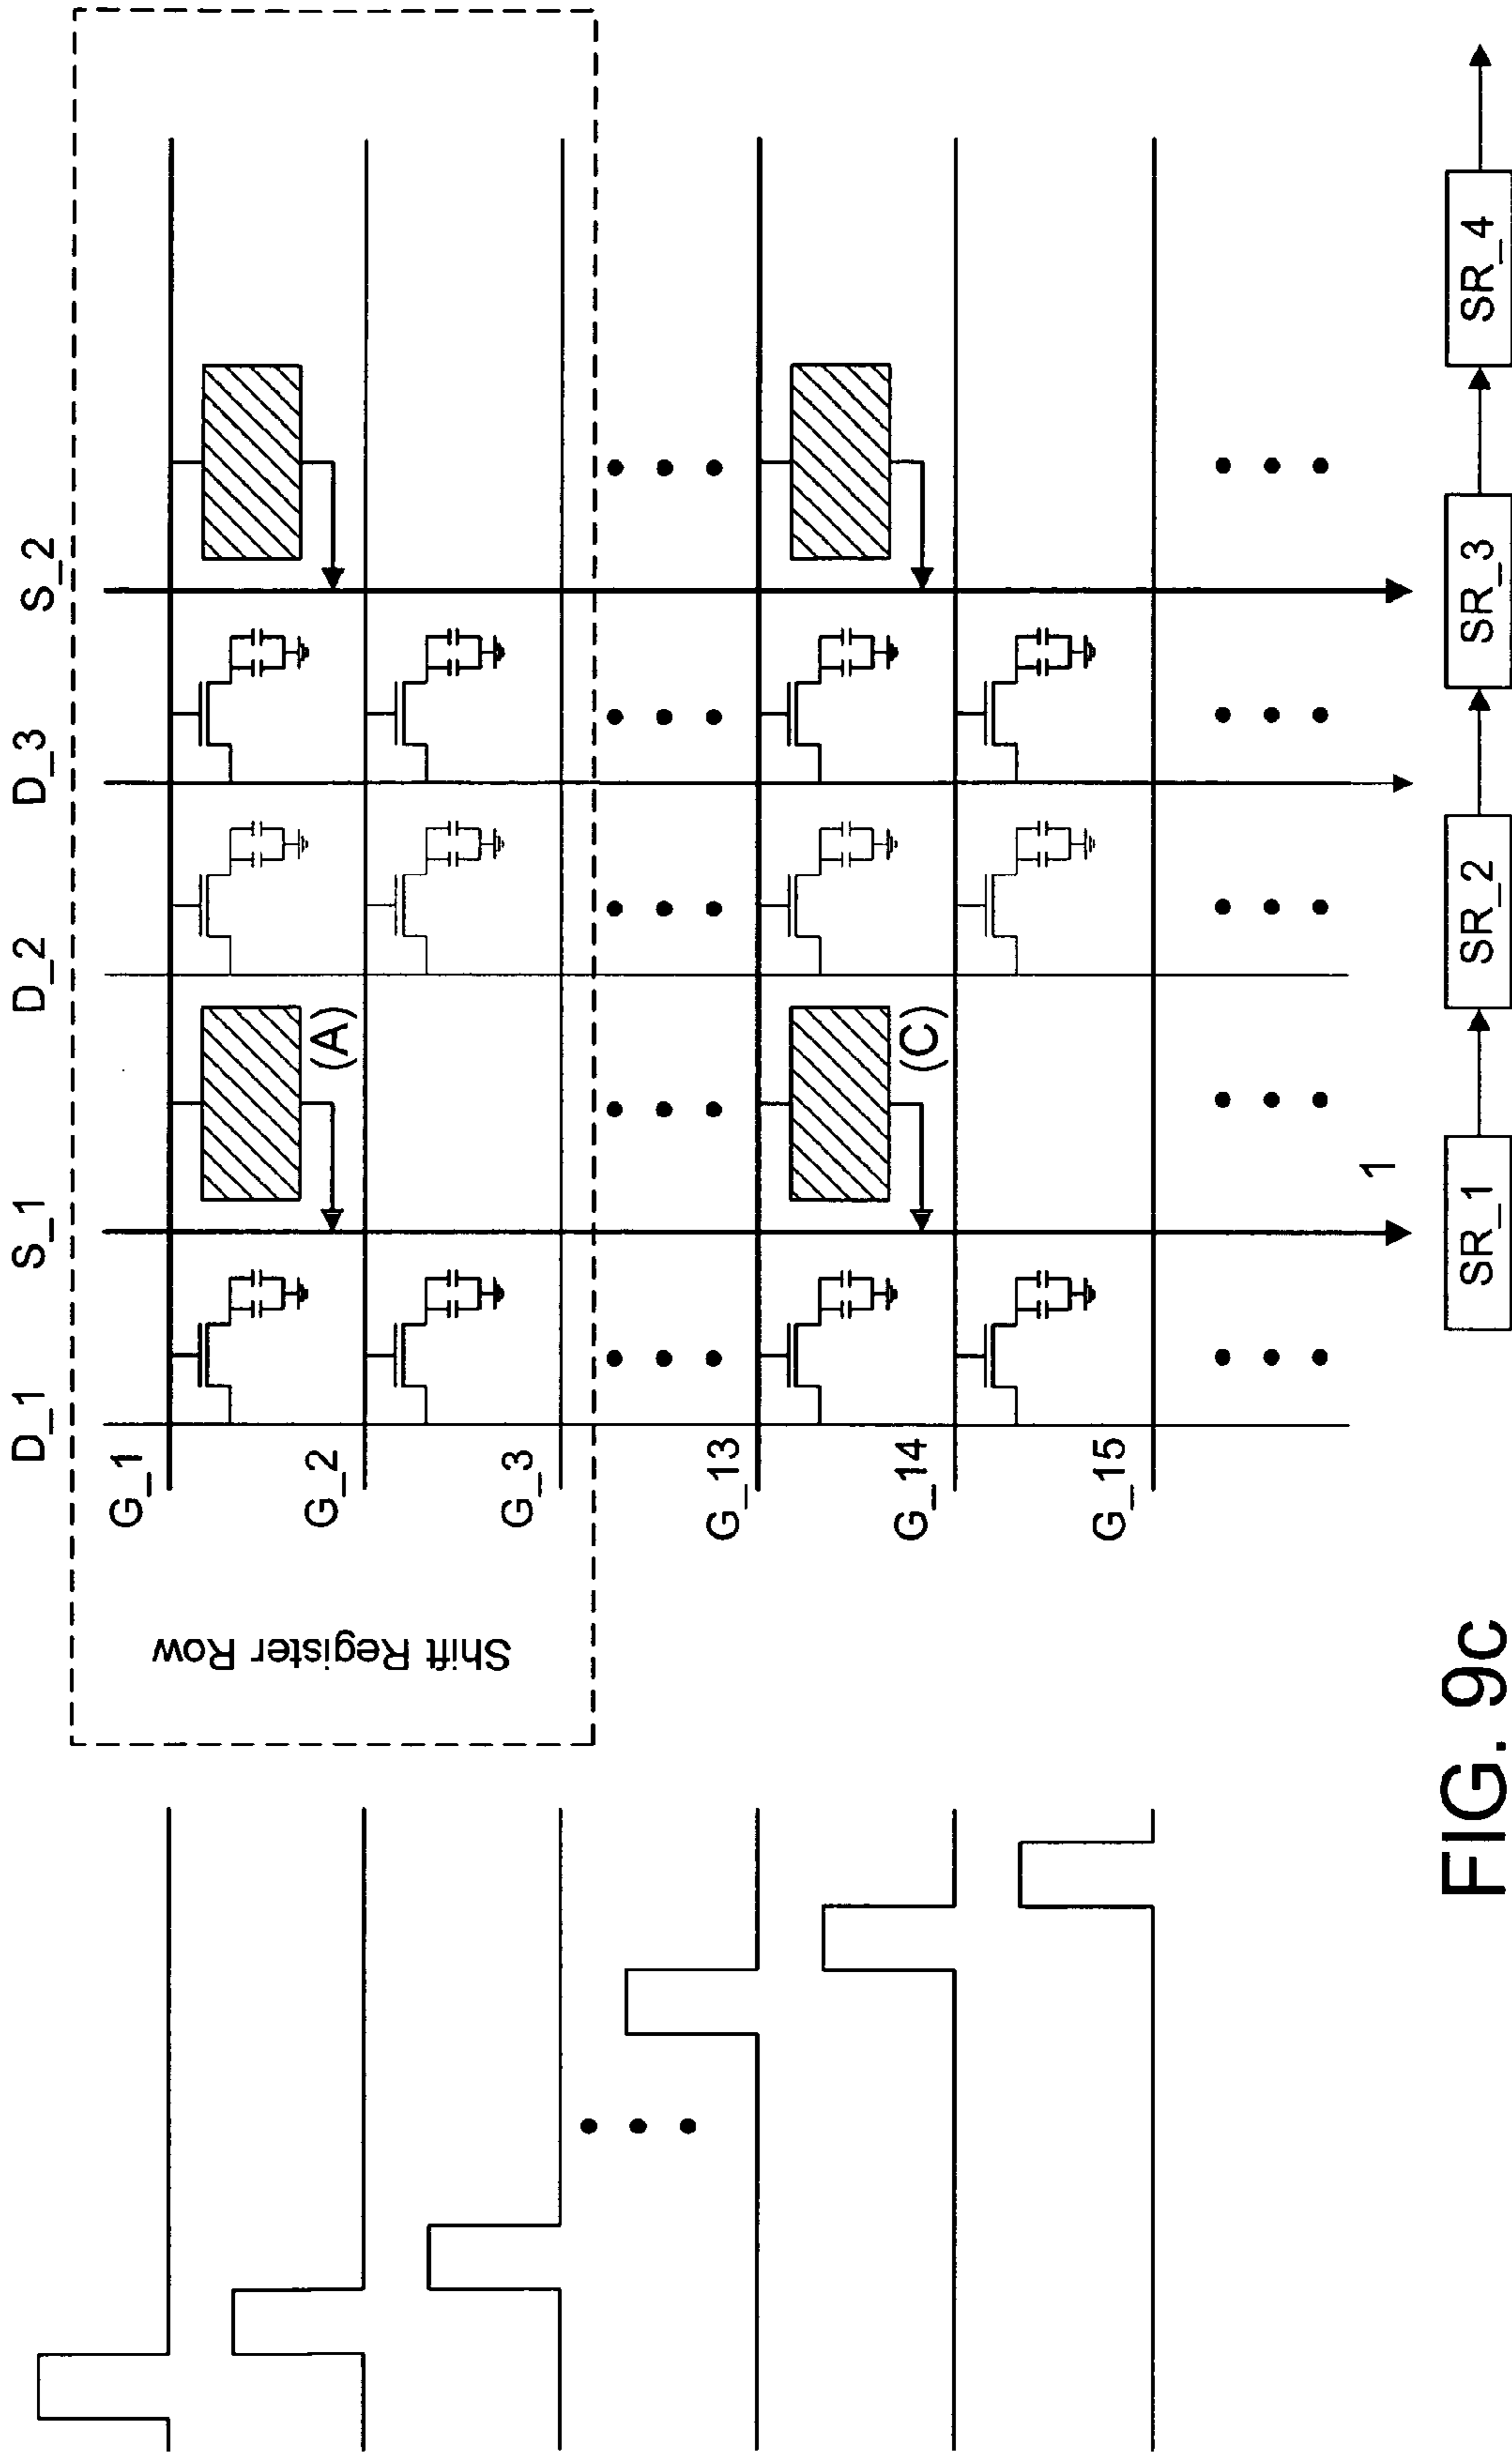 D_1 S_1 D_2 D_3 S_2
G_1
(A)
G_2
G_3
Shift Register Row
G_13
(C)
G_14
G_15
1
SR_1 SR_2 SR_3 SR_4
FIG. 9c